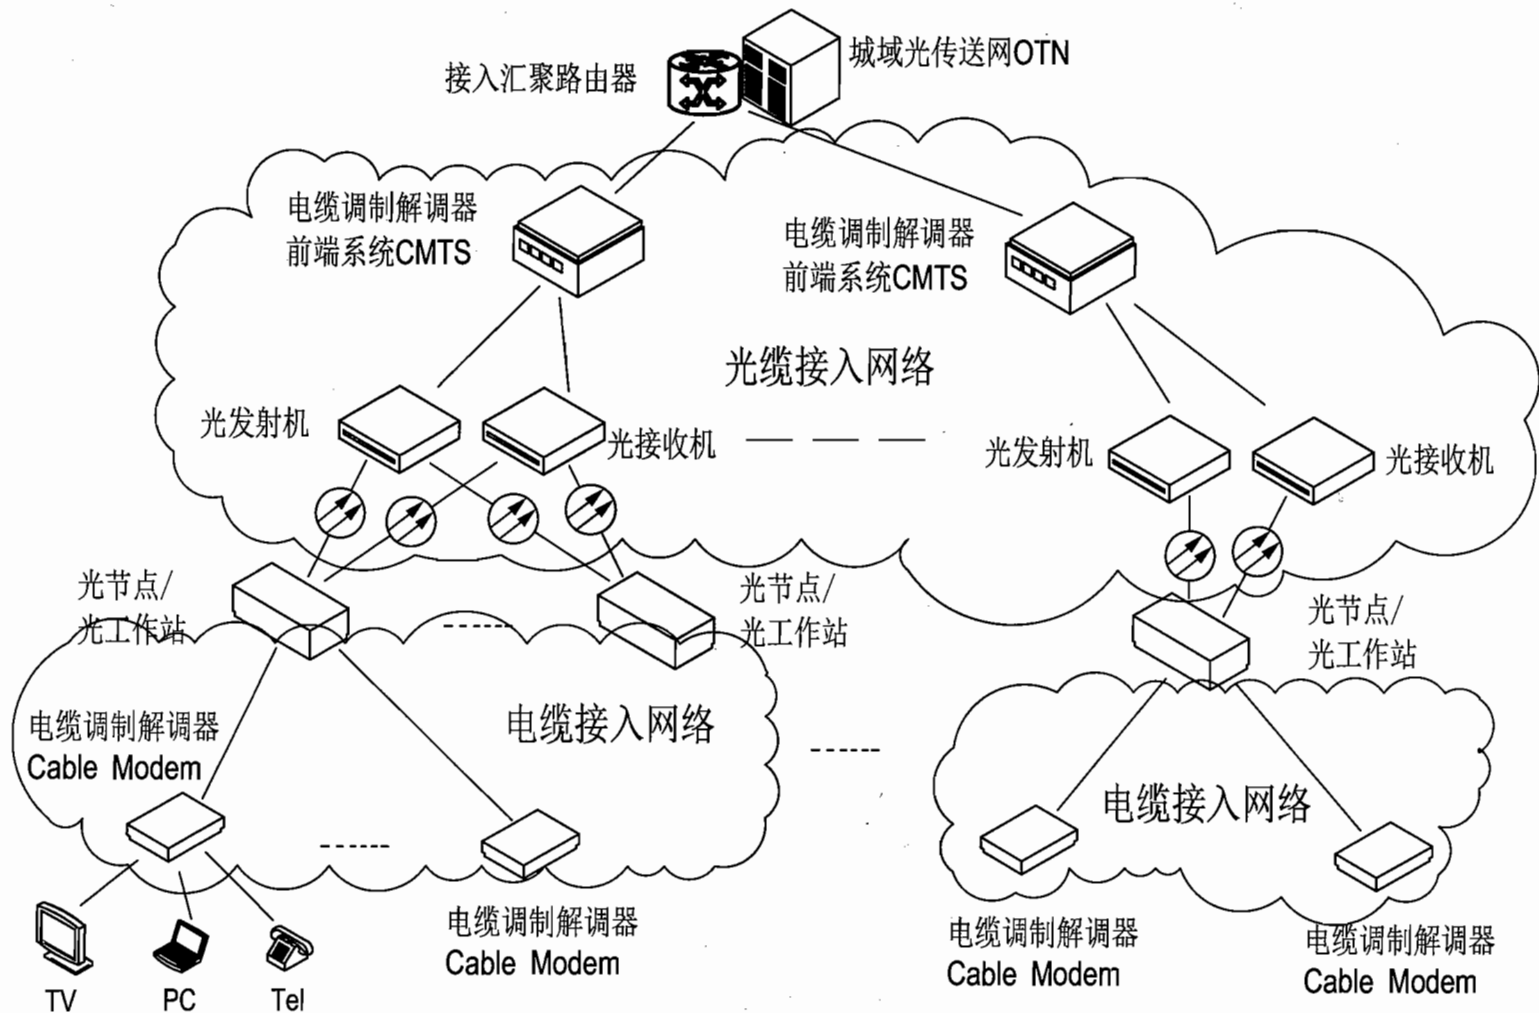 城域光传送网OTN
接入汇聚路由器
电缆调制解调器
前端系统CMTS
电缆调制解调器
前端系统CMTS
光缆接入网络
光发射机
光接收机
光发射机
光接收机
光节点/
光工作站
光节点/
光工作站
光节点/
光工作站
电缆调制解调器
Cable Modem
电缆接入网络
电缆接入网络
电缆调制解调器
Cable Modem
电缆调制解调器
Cable Modem
电缆调制解调器
Cable Modem
TV
PC
Tel